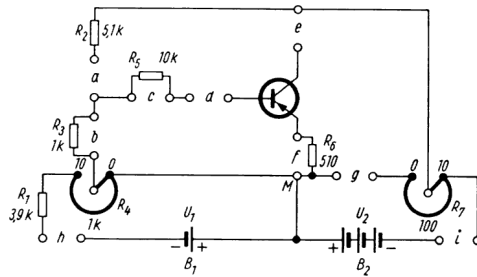 e
R2 5,1k
a
R5 10k
c
d
R3 1k
b
f
R6 510
10 0
M
g
0 10
R1 3,9k
R4 1k
R7 100
h
U1
- +
B1
U2
+ -
B2
i